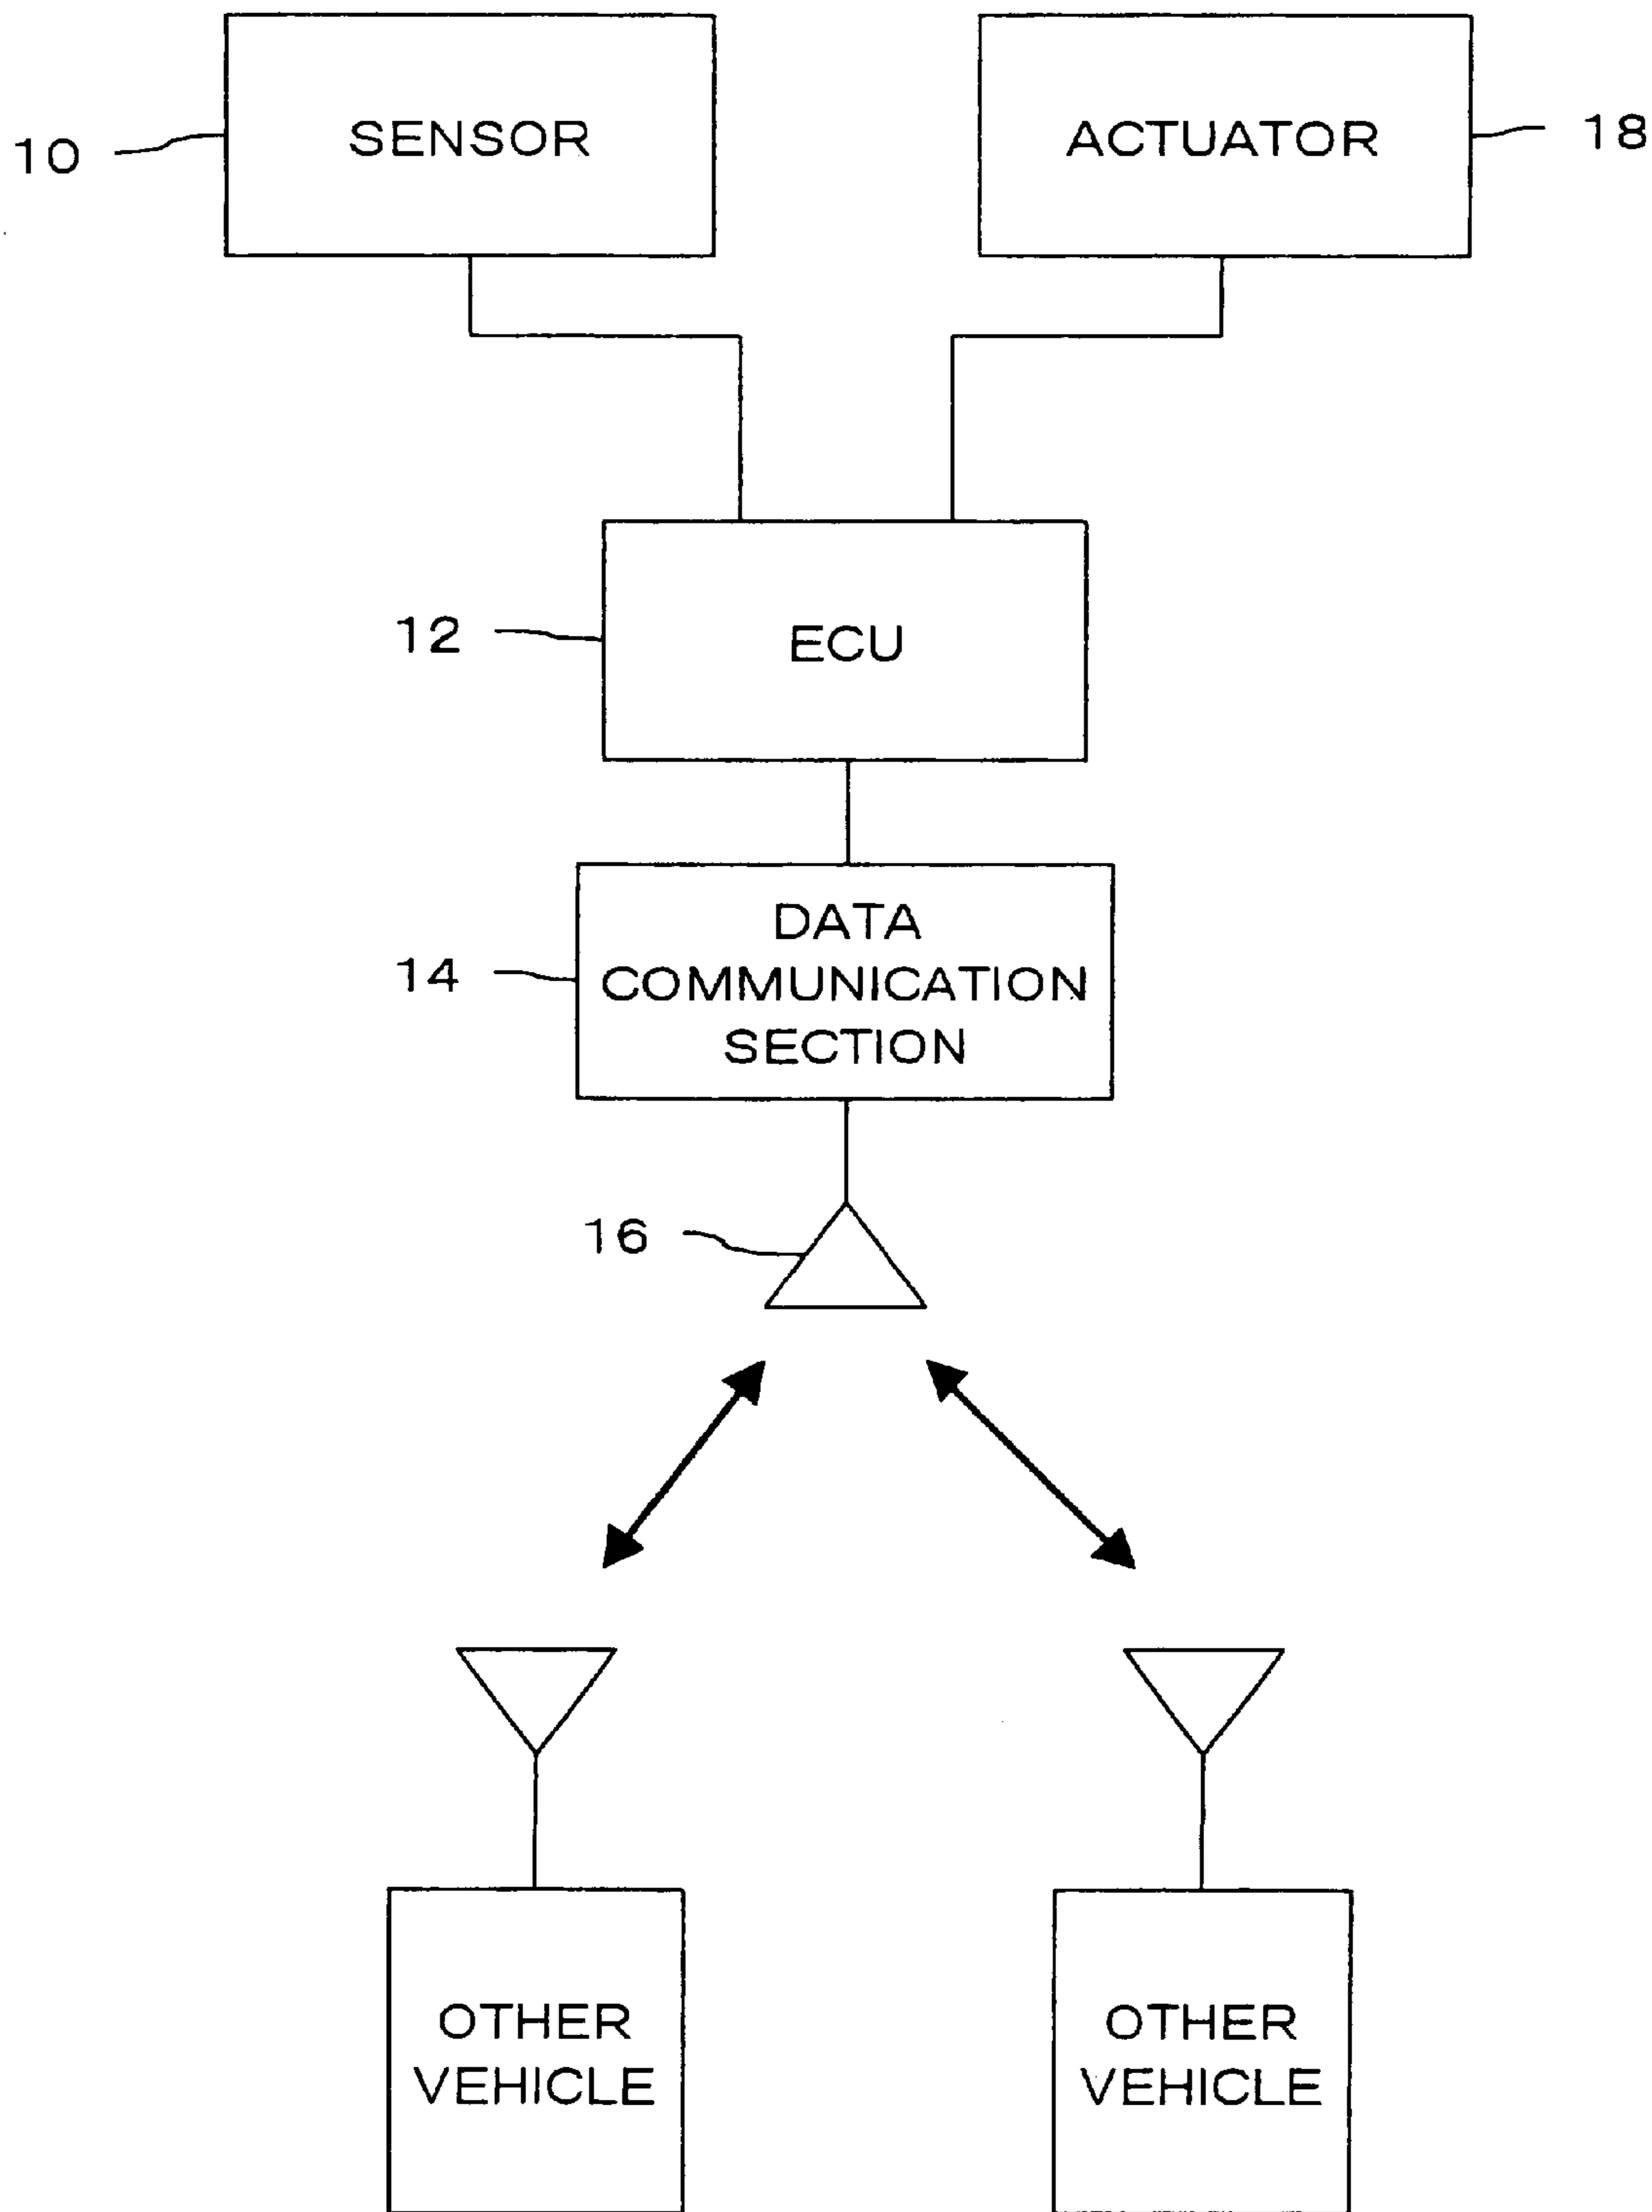 SENSOR
ACTUATOR
10
18
12
ECU
14
DATA
COMMUNICATION
SECTION
16
OTHER
VEHICLE
OTHER
VEHICLE